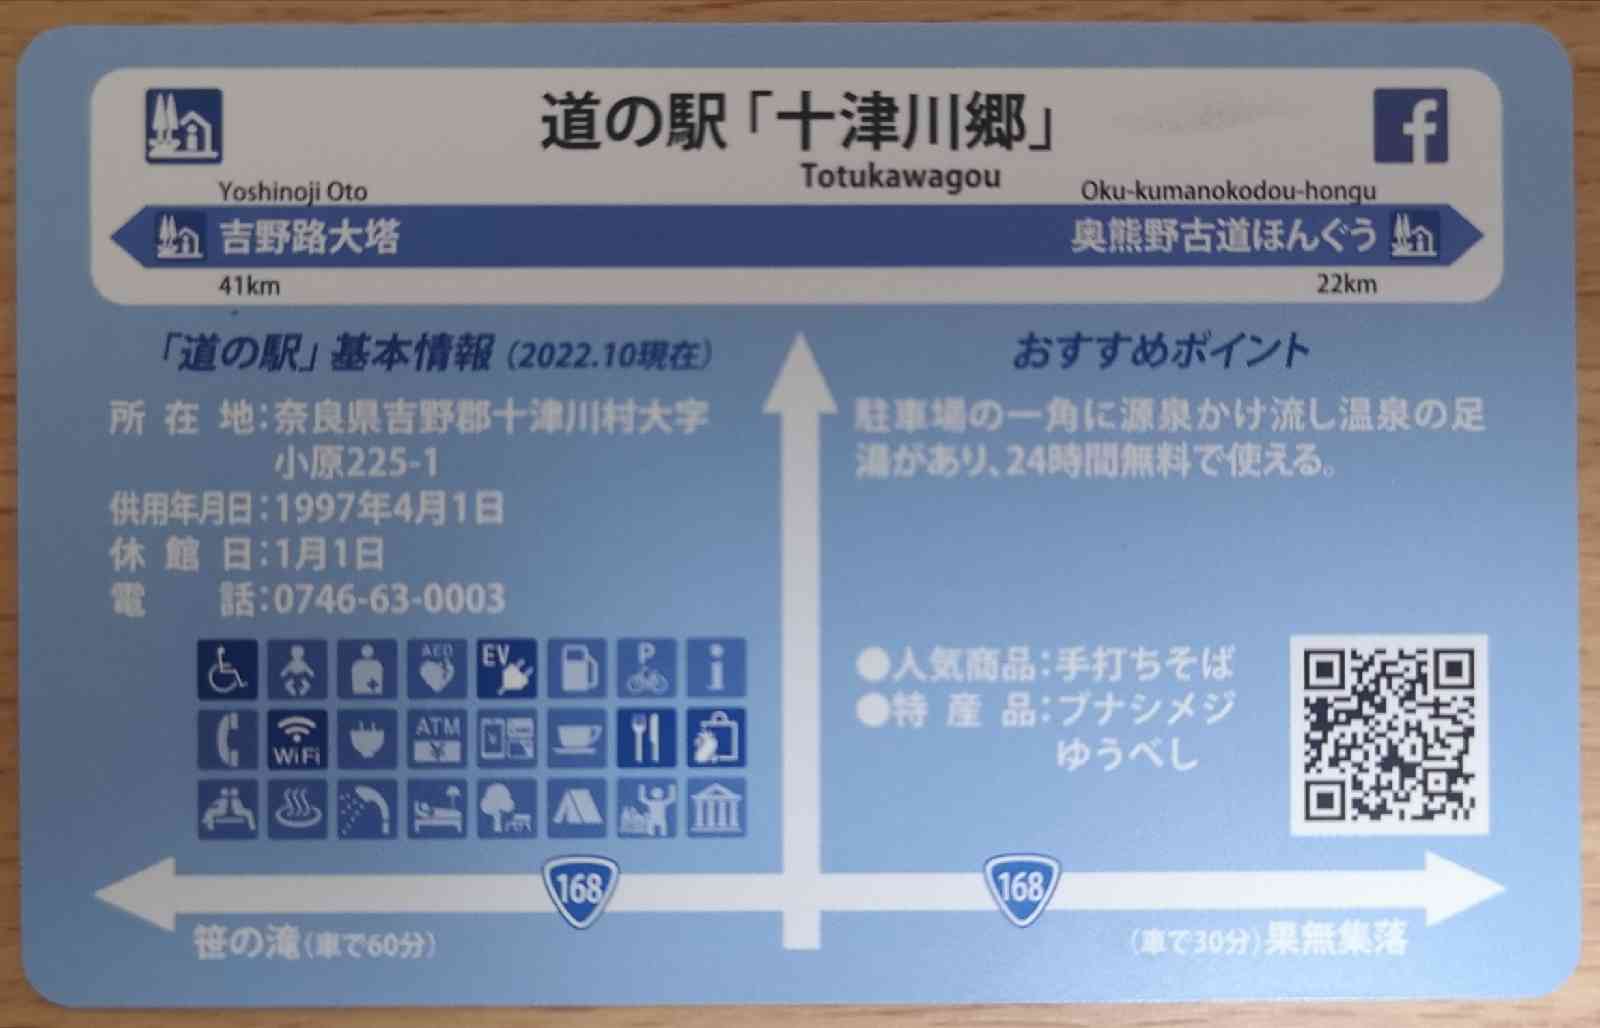 道の駅「十津川郷」
Totukawagou
Yoshinoji Oto
Oku-kumanokodou-hongu
吉野路大塔
奥熊野古道ほんぐう
41km
22km
「道の駅」基本情報（2022.10現在）
所在地：奈良県吉野郡十津川村大字
小原225-1
供用年月日：1997年4月1日
休館日：1月1日
電話：0746-63-0003
AED
EV
P
i
WiFi
ATM
¥
¥
おすすめポイント
駐車場の一角に源泉かけ流し温泉の足
湯があり、24時間無料で使える。
●人気商品：手打ちそば
●特産品：ブナシメジ
ゆうべし
168
168
笹の滝（車で60分）
（車で30分）果無集落